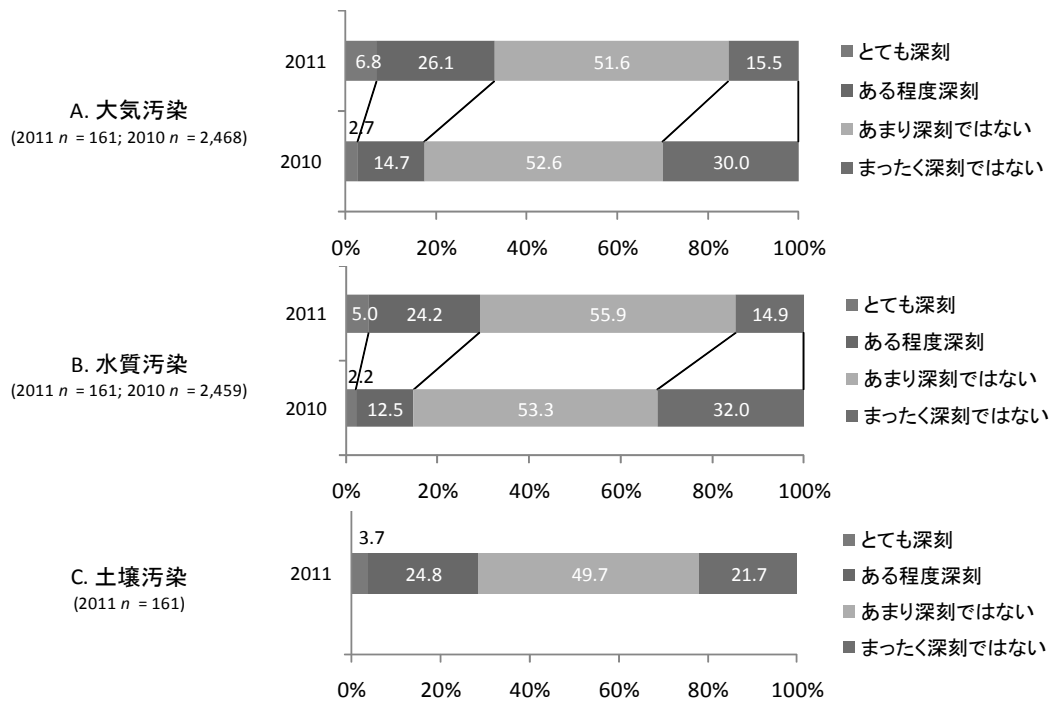 2011
6.8
26.1
51.6
15.5
A. 大気汚染
(2011 n = 161; 2010 n = 2,468)
2.7
2010
14.7
52.6
30.0
0%
20%
40%
60%
80%
100%
とても深刻
ある程度深刻
あまり深刻ではない
まったく深刻ではない
2011
5.0
24.2
55.9
14.9
B. 水質汚染
(2011 n = 161; 2010 n = 2,459)
2.2
2010
12.5
53.3
32.0
0%
20%
40%
60%
80%
100%
とても深刻
ある程度深刻
あまり深刻ではない
まったく深刻ではない
3.7
2011
24.8
49.7
21.7
C. 土壌汚染
(2011 n = 161)
0%
20%
40%
60%
80%
100%
とても深刻
ある程度深刻
あまり深刻ではない
まったく深刻ではない